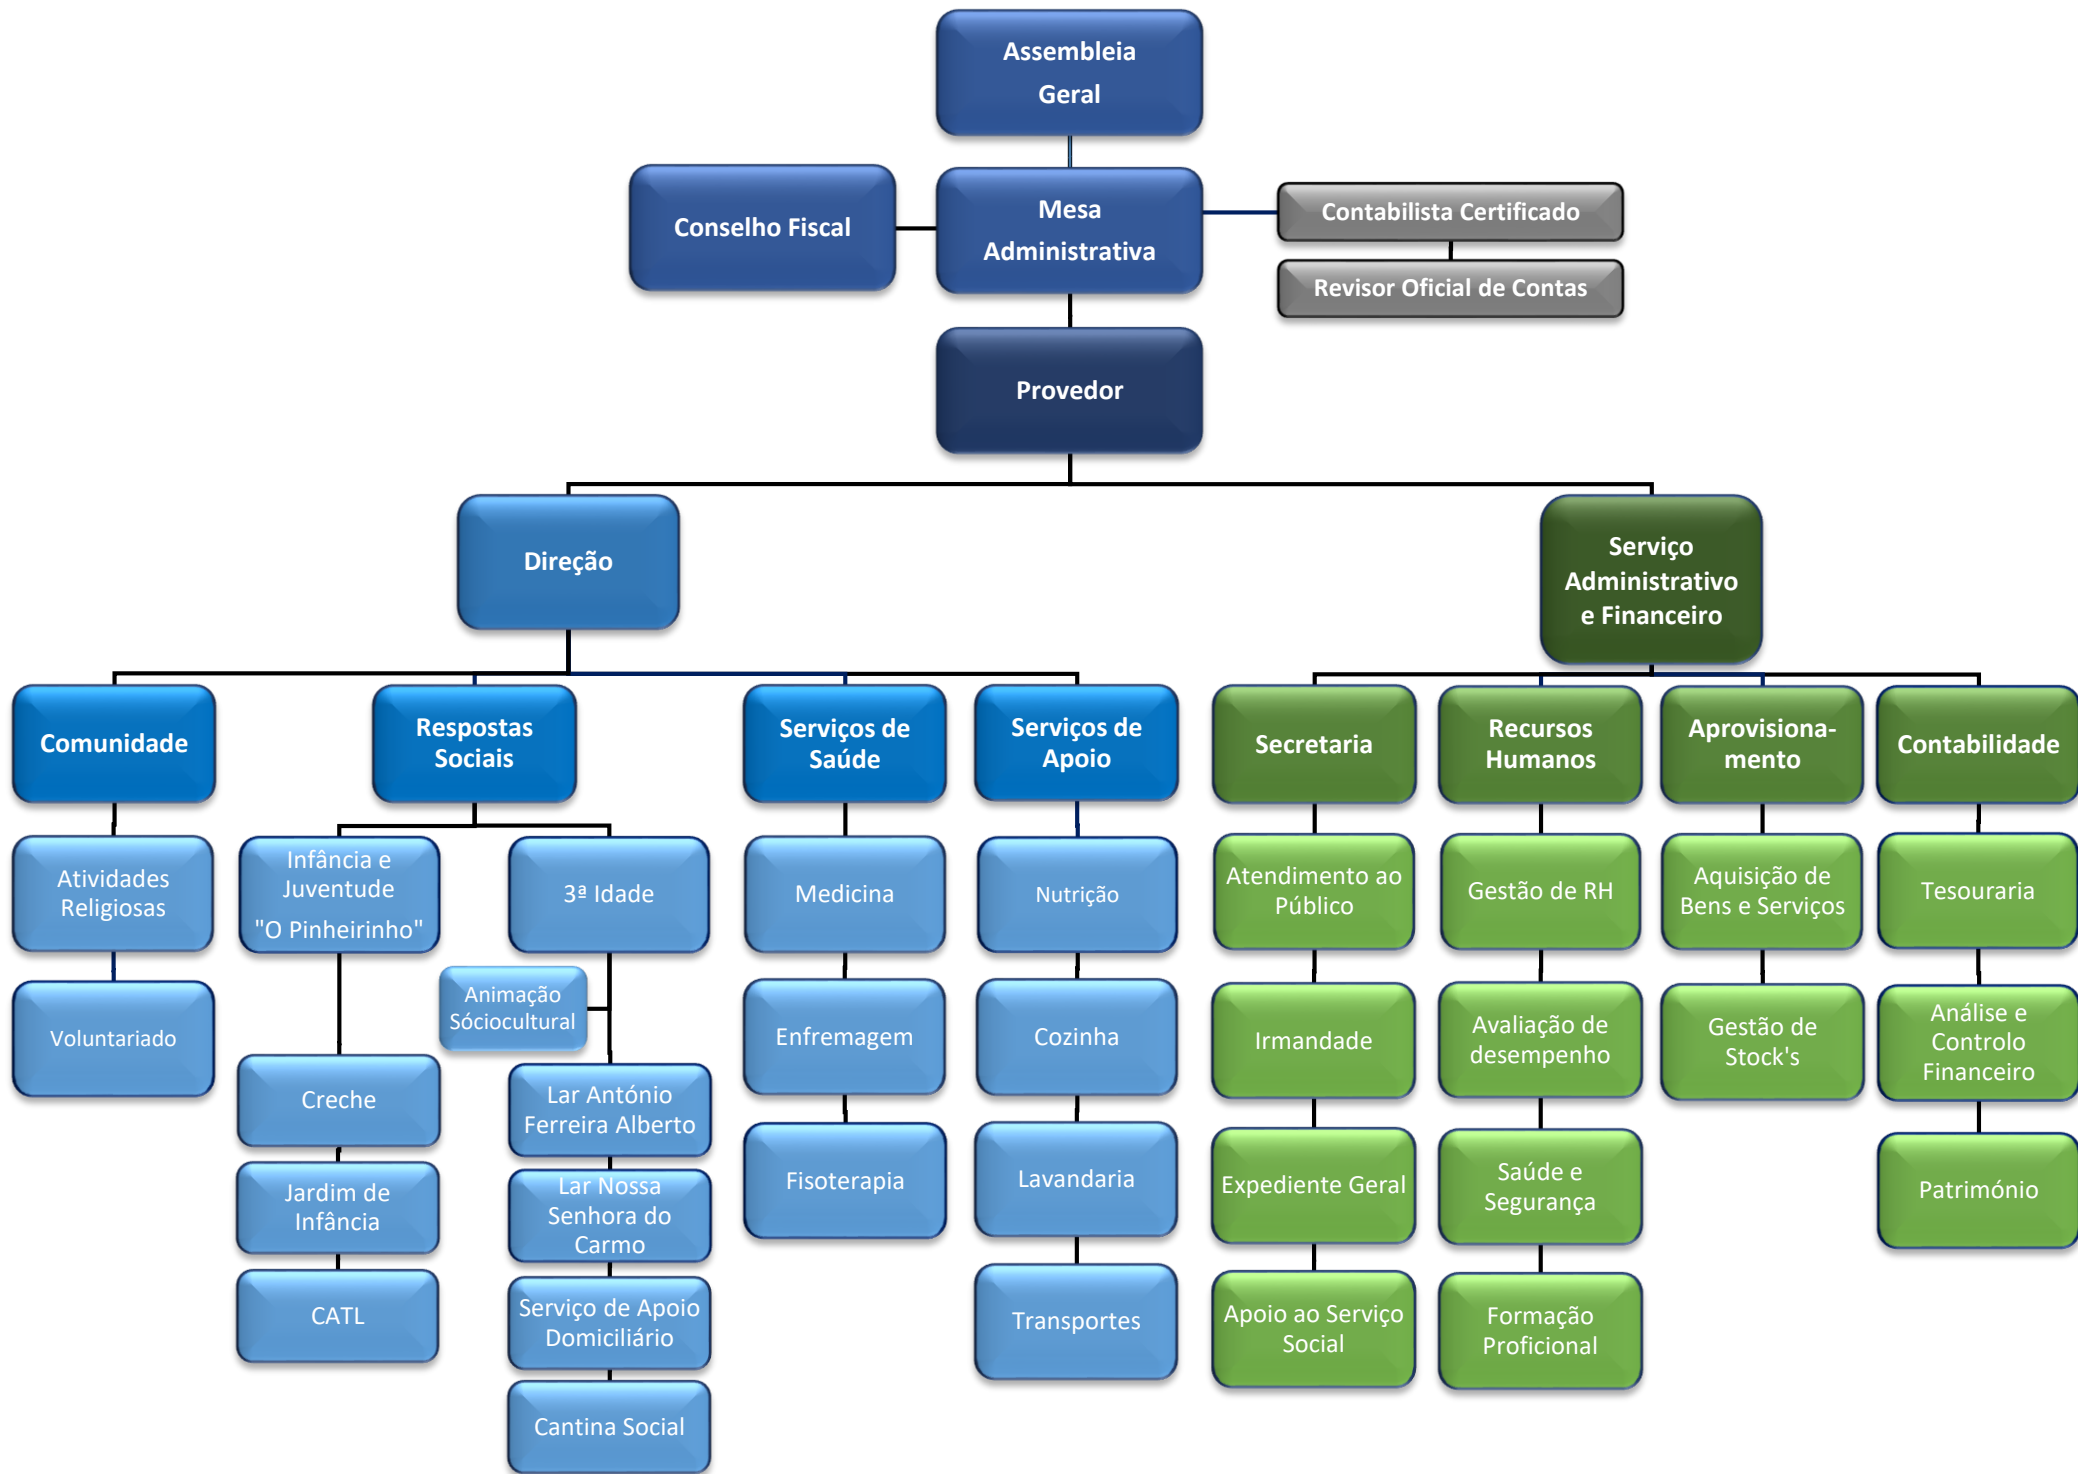 Assembleia
Geral
Conselho Fiscal
Mesa
Administrativa
Contabilista Certificado
Revisor Oficial de Contas
Provedor
Direção
Serviço
Administrativo
e Financeiro
Comunidade
Respostas
Sociais
Serviços de
Saúde
Serviços de
Apoio
Secretaria
Recursos
Humanos
Aprovisiona-
mento
Contabilidade
Atividades
Religiosas
Voluntariado
Infância e
Juventude
"O Pinheirinho"
Creche
Jardim de
Infância
CATL
3ª Idade
Animação
Sóciocultural
Lar António
Ferreira Alberto
Lar Nossa
Senhora do
Carmo
Serviço de Apoio
Domiciliário
Cantina Social
Medicina
Enfremagem
Fisoterapia
Nutrição
Cozinha
Lavandaria
Transportes
Atendimento ao
Público
Irmandade
Expediente Geral
Apoio ao Serviço
Social
Gestão de RH
Avaliação de
desempenho
Saúde e
Segurança
Formação
Proficional
Aquisição de
Bens e Serviços
Gestão de
Stock's
Tesouraria
Análise e
Controlo
Financeiro
Património